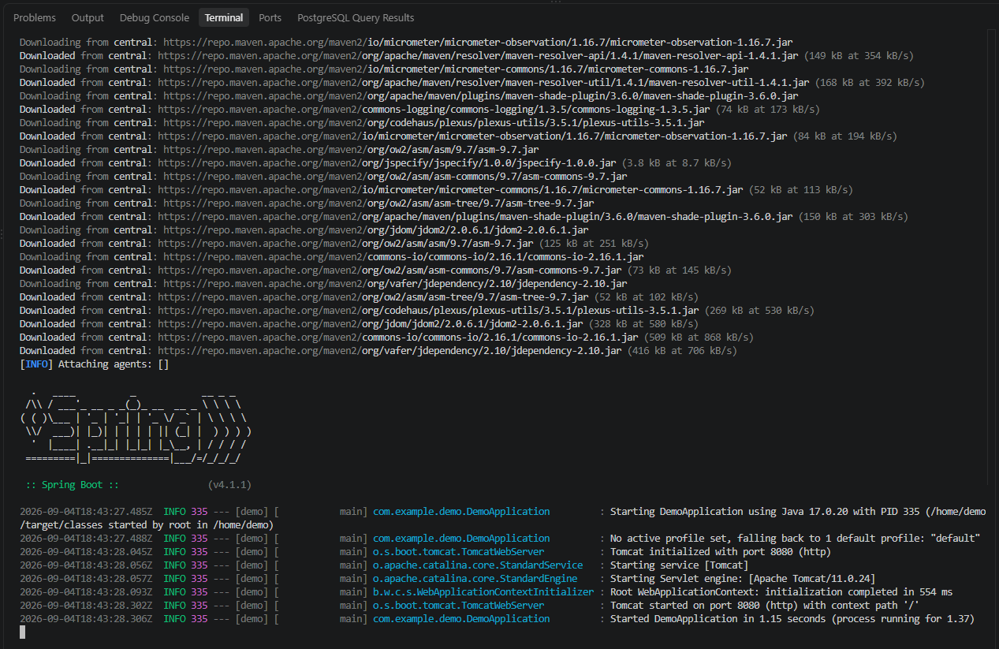 Problems Output Debug Console Terminal Ports PostgreSQL Query Results
Downloading from central: https://repo.maven.apache.org/maven2/io/micrometer/micrometer-observation/1.16.7/micrometer-observation-1.16.7.jar
Downloaded from central: https://repo.maven.apache.org/maven2/org/apache/maven/resolver/maven-resolver-api/1.4.1/maven-resolver-api-1.4.1.jar (149 kB at 354 kB/s)
Downloading from central: https://repo.maven.apache.org/maven2/io/micrometer/micrometer-commons/1.16.7/micrometer-commons-1.16.7.jar
Downloaded from central: https://repo.maven.apache.org/maven2/org/apache/maven/resolver/maven-resolver-util/1.4.1/maven-resolver-util-1.4.1.jar (168 kB at 392 kB/s)
Downloading from central: https://repo.maven.apache.org/maven2/org/apache/maven/plugins/maven-shade-plugin/3.6.0/maven-shade-plugin-3.6.0.jar
Downloaded from central: https://repo.maven.apache.org/maven2/commons-logging/commons-logging/1.3.5/commons-logging-1.3.5.jar (74 kB at 173 kB/s)
Downloading from central: https://repo.maven.apache.org/maven2/org/codehaus/plexus/plexus-utils/3.5.1/plexus-utils-3.5.1.jar
Downloaded from central: https://repo.maven.apache.org/maven2/io/micrometer/micrometer-observation/1.16.7/micrometer-observation-1.16.7.jar (84 kB at 194 kB/s)
Downloading from central: https://repo.maven.apache.org/maven2/org/ow2/asm/asm/9.7/asm-9.7.jar
Downloaded from central: https://repo.maven.apache.org/maven2/org/jspecify/jspecify/1.0.0/jspecify-1.0.0.jar (3.8 kB at 8.7 kB/s)
Downloading from central: https://repo.maven.apache.org/maven2/org/ow2/asm/asm-commons/9.7/asm-commons-9.7.jar
Downloaded from central: https://repo.maven.apache.org/maven2/io/micrometer/micrometer-commons/1.16.7/micrometer-commons-1.16.7.jar (52 kB at 113 kB/s)
Downloading from central: https://repo.maven.apache.org/maven2/org/ow2/asm/asm-tree/9.7/asm-tree-9.7.jar
Downloaded from central: https://repo.maven.apache.org/maven2/org/apache/maven/plugins/maven-shade-plugin/3.6.0/maven-shade-plugin-3.6.0.jar (150 kB at 303 kB/s)
Downloading from central: https://repo.maven.apache.org/maven2/org/jdom/jdom2/2.0.6.1/jdom2-2.0.6.1.jar
Downloaded from central: https://repo.maven.apache.org/maven2/org/ow2/asm/asm/9.7/asm-9.7.jar (125 kB at 251 kB/s)
Downloading from central: https://repo.maven.apache.org/maven2/commons-io/commons-io/2.16.1/commons-io-2.16.1.jar
Downloaded from central: https://repo.maven.apache.org/maven2/org/ow2/asm/asm-commons/9.7/asm-commons-9.7.jar (73 kB at 145 kB/s)
Downloading from central: https://repo.maven.apache.org/maven2/org/vafer/jdependency/2.10/jdependency-2.10.jar
Downloaded from central: https://repo.maven.apache.org/maven2/org/ow2/asm/asm-tree/9.7/asm-tree-9.7.jar (52 kB at 102 kB/s)
Downloaded from central: https://repo.maven.apache.org/maven2/org/codehaus/plexus/plexus-utils/3.5.1/plexus-utils-3.5.1.jar (269 kB at 530 kB/s)
Downloaded from central: https://repo.maven.apache.org/maven2/org/jdom/jdom2/2.0.6.1/jdom2-2.0.6.1.jar (328 kB at 580 kB/s)
Downloaded from central: https://repo.maven.apache.org/maven2/commons-io/commons-io/2.16.1/commons-io-2.16.1.jar (509 kB at 868 kB/s)
Downloaded from central: https://repo.maven.apache.org/maven2/org/vafer/jdependency/2.10/jdependency-2.10.jar (416 kB at 706 kB/s)
[INFO] Attaching agents: []
  .   ____          _            __ _ _
 /\\ / ___'_ __ _ _(_)_ __  __ _ \ \ \ \
( ( )\___ | '_ | '_| | '_ \/ _` | \ \ \ \
 \\/  ___)| |_)| | | | | || (_| |  ) ) ) )
  '  |____| .__|_| |_|_| |_\__, | / / / /
 =========|_|==============|___/=/_/_/_/
 :: Spring Boot ::                (v4.1.1)
2026-09-04T18:43:27.485Z  INFO 335 --- [demo] [           main] com.example.demo.DemoApplication         : Starting DemoApplication using Java 17.0.20 with PID 335 (/home/demo
/target/classes started by root in /home/demo)
2026-09-04T18:43:27.488Z  INFO 335 --- [demo] [           main] com.example.demo.DemoApplication         : No active profile set, falling back to 1 default profile: "default"
2026-09-04T18:43:28.045Z  INFO 335 --- [demo] [           main] o.s.boot.tomcat.TomcatWebServer          : Tomcat initialized with port 8080 (http)
2026-09-04T18:43:28.056Z  INFO 335 --- [demo] [           main] o.apache.catalina.core.StandardService   : Starting service [Tomcat]
2026-09-04T18:43:28.057Z  INFO 335 --- [demo] [           main] o.apache.catalina.core.StandardEngine    : Starting Servlet engine: [Apache Tomcat/11.0.24]
2026-09-04T18:43:28.093Z  INFO 335 --- [demo] [           main] b.w.c.s.WebApplicationContextInitializer : Root WebApplicationContext: initialization completed in 554 ms
2026-09-04T18:43:28.302Z  INFO 335 --- [demo] [           main] o.s.boot.tomcat.TomcatWebServer          : Tomcat started on port 8080 (http) with context path '/'
2026-09-04T18:43:28.306Z  INFO 335 --- [demo] [           main] com.example.demo.DemoApplication         : Started DemoApplication in 1.15 seconds (process running for 1.37)